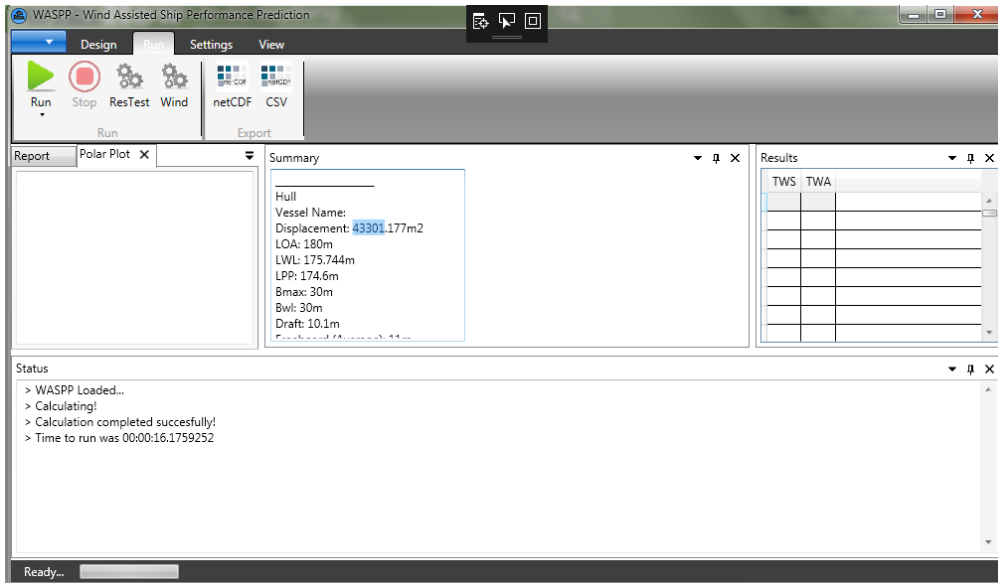 WASPP - Wind Assisted Ship Performance Prediction
Design Run Settings View
Run Stop ResTest Wind netCDF CSV
Run Export
Report Polar Plot
Summary
Hull
Vessel Name:
Displacement: 43301.177m2
LOA: 180m
LWL: 175.744m
LPP: 174.6m
Bmax: 30m
Bwl: 30m
Draft: 10.1m
Freeboard (Average): 11m
Results
TWS TWA
Status
> WASPP Loaded...
> Calculating!
> Calculation completed succesfully!
> Time to run was 00:00:16.1759252
Ready...